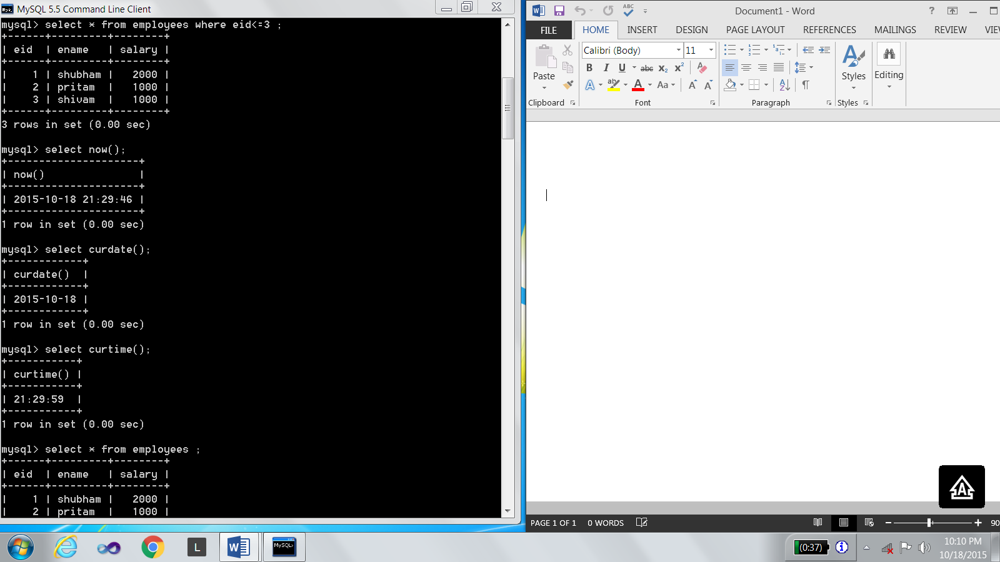 MySQL 5.5 Command Line Client
mysql> select * from employees where eid<=3 ;
+------+---------+--------+
| eid  | ename   | salary |
+------+---------+--------+
|    1 | shubham |   2000 |
|    2 | pritam  |   1000 |
|    3 | shivam  |   1000 |
+------+---------+--------+
3 rows in set (0.00 sec)
mysql> select now();
+---------------------+
| now()               |
+---------------------+
| 2015-10-18 21:29:46 |
+---------------------+
1 row in set (0.00 sec)
mysql> select curdate();
+------------+
| curdate()  |
+------------+
| 2015-10-18 |
+------------+
1 row in set (0.00 sec)
mysql> select curtime();
+-----------+
| curtime() |
+-----------+
| 21:29:59  |
+-----------+
1 row in set (0.00 sec)
mysql> select * from employees ;
+------+---------+--------+
| eid  | ename   | salary |
+------+---------+--------+
|    1 | shubham |   2000 |
|    2 | pritam  |   1000 |
Document1 - Word
FILE HOME INSERT DESIGN PAGE LAYOUT REFERENCES MAILINGS REVIEW VIE
Calibri (Body) 11
Paste
Styles
Editing
Clipboard Font Paragraph Styles
PAGE 1 OF 1 0 WORDS 90
L
MySQL>
(0:37)
10:10 PM
10/18/2015